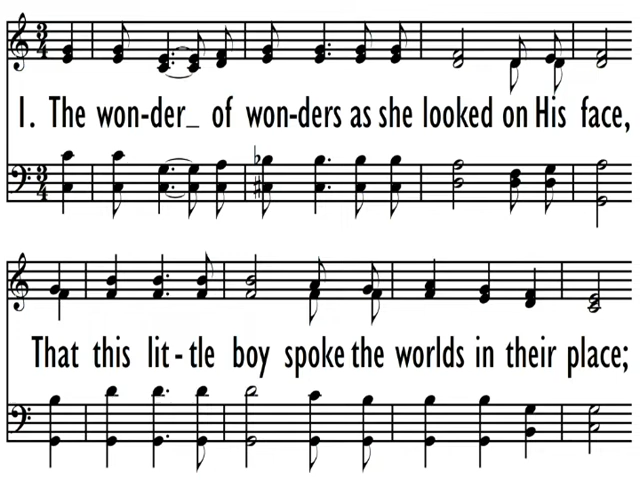 1. The won-der_ of won-ders as she looked on His face,
That this lit-tle boy spoke the worlds in their place;